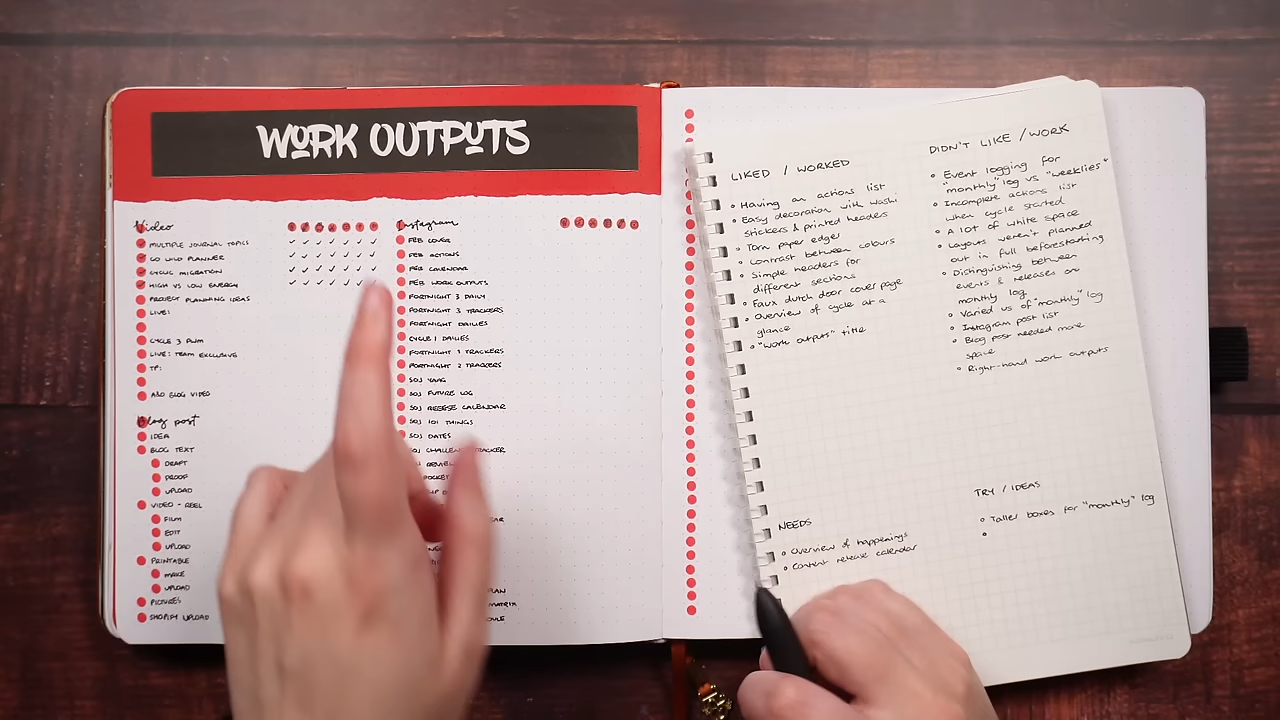 WORK OUTPUTS
Video
MULTIPLE JOURNAL TOPICS
GO WILD PLANNER
CYCLIC MIGRATION
HIGH VS LOW ENERGY
PROJECT PLANNING IDEAS
LIVE:
CYCLE 3 PWM
LIVE: TEAM EXCLUSIVE
TP:
ABO BLOG VIDEO
Blog post
IDEA
BLOG TEXT
DRAFT
PROOF
UPLOAD
VIDEO - REEL
FILM
EDIT
UPLOAD
PRINTABLE
MAKE
UPLOAD
PICTURES
SHOPIFY UPLOAD
Instagram
FEB COVER
FEB ACTIONS
FEB CALENDAR
FEB WORK OUTPUTS
FORTNIGHT 3 DAILY
FORTNIGHT 3 TRACKERS
FORTNIGHT DAILIES
CYCLE 1 DAILIES
FORTNIGHT 1 TRACKERS
FORTNIGHT 2 TRACKERS
SOJ YAAG
SOJ FUTURE LOG
SOJ RELEASE CALENDAR
SOJ 101 THINGS
SOJ DATES
LIKED / WORKED
Having an actions list
Easy decoration with washi
stickers & printed headers
Torn paper edges
Contrast between colours
Simple headers for
different sections
Faux dutch door cover page
Overview of cycle at a
glance
"Work outputs" title
DIDN'T LIKE / WORK
Event logging for
"monthly" log vs "weeklies"
Incomplete actions list
when cycle started
A lot of white space
Layouts weren't planned
out in full before starting
Distinguishing between
events & releases on
monthly log
Varied us of "monthly" log
Instagram post list
Blog post needed more
space
Right-hand work outputs
NEEDS
Overview of happenings
Content release calendar
TRY / IDEAS
Taller boxes for "monthly" log